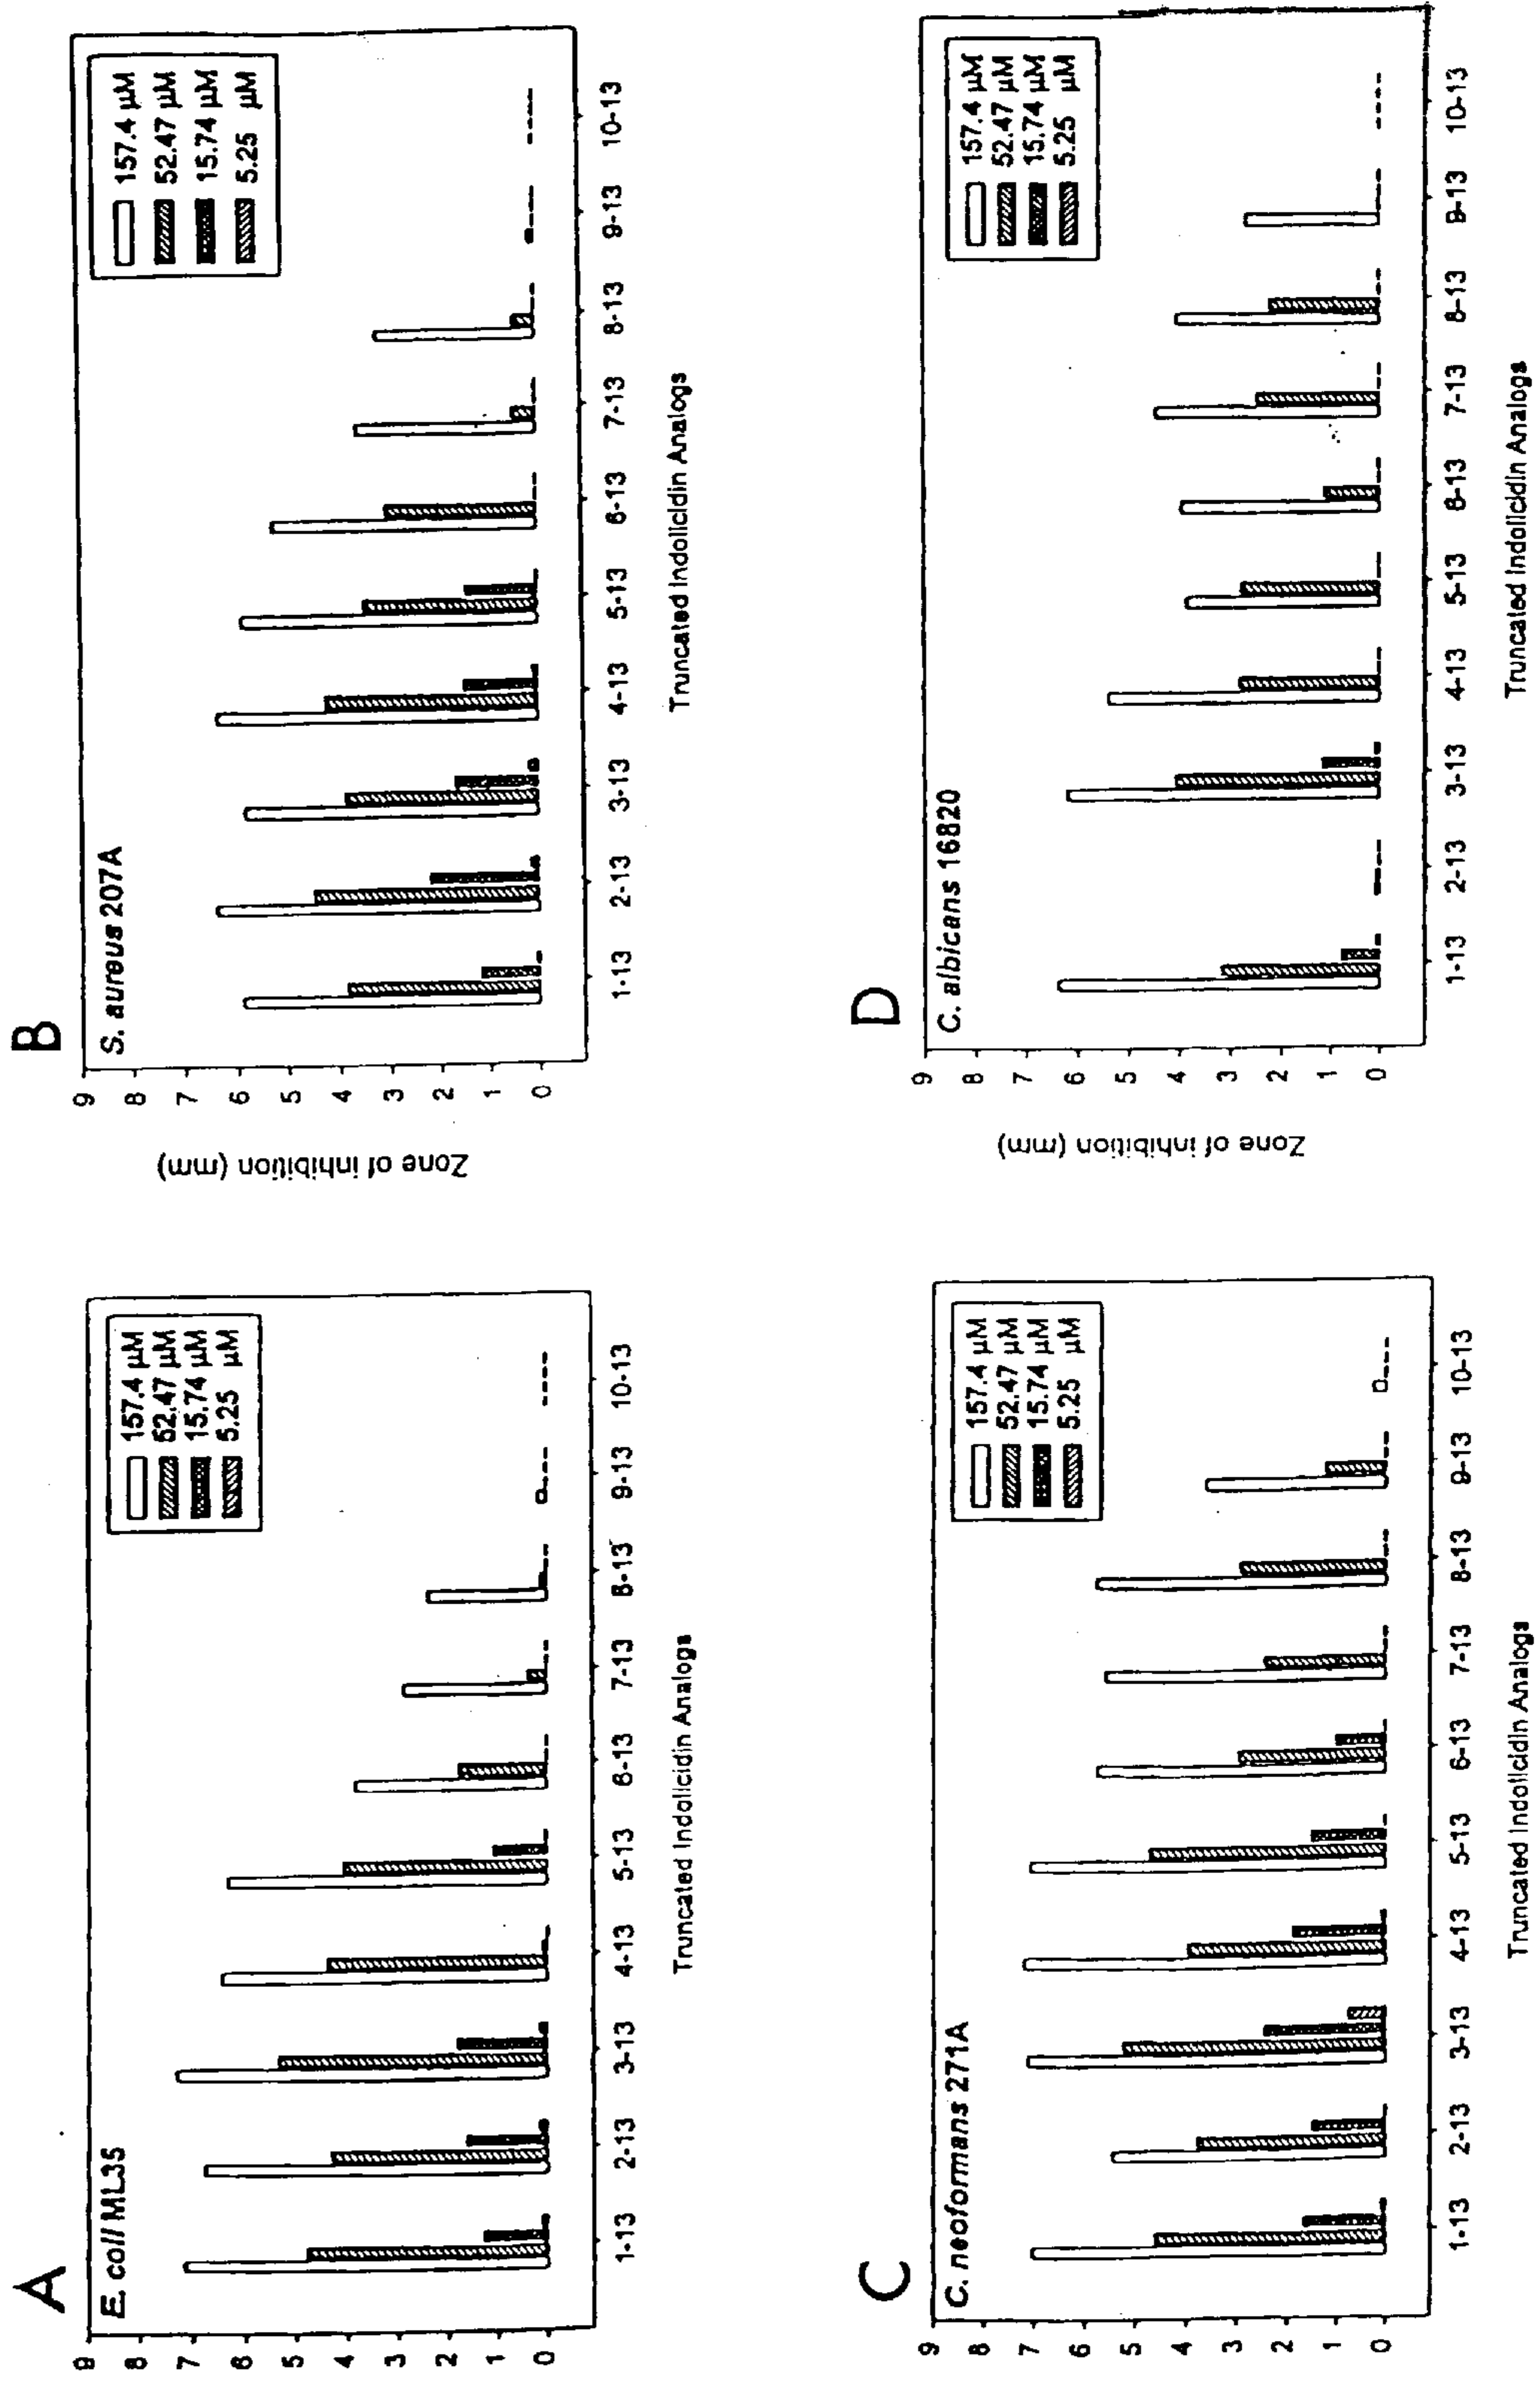 A
E. coli ML35
157.4 µM
52.47 µM
15.74 µM
5.25 µM
9
8
7
6
5
4
3
2
1
0
1-13
2-13
3-13
4-13
5-13
6-13
7-13
8-13
9-13
10-13
Truncated Indolicidin Analogs
B
S. aureus 207A
157.4 µM
52.47 µM
15.74 µM
5.25 µM
Zone of inhibition (mm)
9
8
7
6
5
4
3
2
1
0
1-13
2-13
3-13
4-13
5-13
6-13
7-13
8-13
9-13
10-13
Truncated Indolicidin Analogs
C
C. neoformans 271A
157.4 µM
52.47 µM
15.74 µM
5.25 µM
9
8
7
6
5
4
3
2
1
0
1-13
2-13
3-13
4-13
5-13
6-13
7-13
8-13
9-13
10-13
Truncated Indolicidin Analogs
D
C. albicans 16820
157.4 µM
52.47 µM
15.74 µM
5.25 µM
Zone of inhibition (mm)
9
8
7
6
5
4
3
2
1
0
1-13
2-13
3-13
4-13
5-13
6-13
7-13
8-13
9-13
10-13
Truncated Indolicidin Analogs